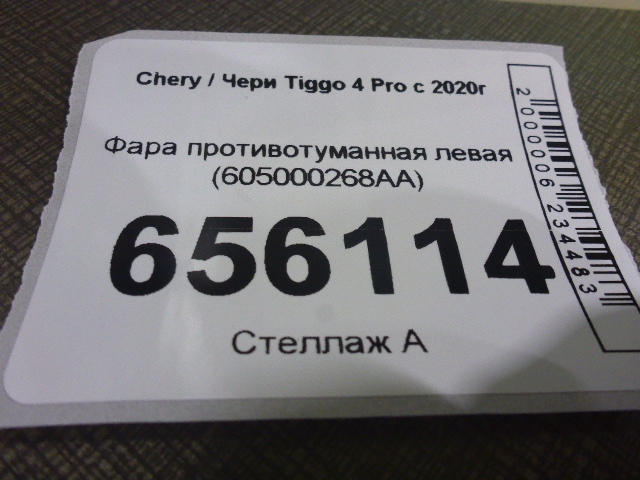 Chery / Чери Tiggo 4 Pro с 2020г
Фара противотуманная левая
(605000268AA)
656114
Стеллаж А
2000006234483